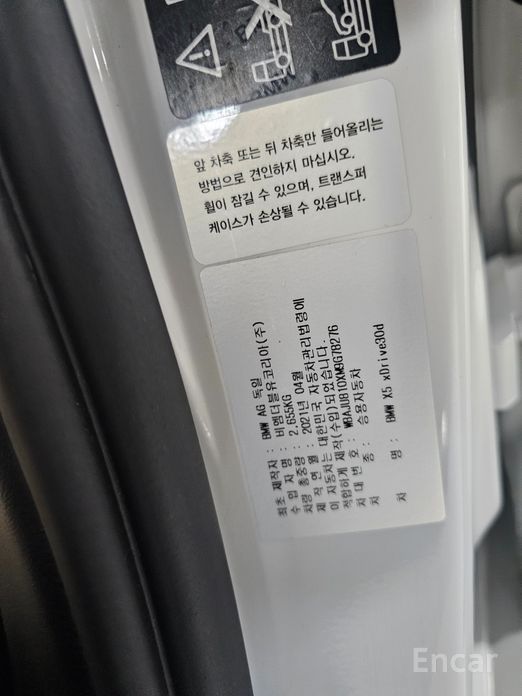 앞 차축 또는 뒤 차축만 들어올리는
방법으로 견인하지 마십시오.
휠이 잠길 수 있으며, 트랜스퍼
케이스가 손상될 수 있습니다.
최초 제작자 : BMW AG 독일
수 입 자 명 : 비엠더블유코리아(주)
차량 총중량 : 2,655KG
제 작 연 월 : 2021년 04월
이 자동차는 대한민국 자동차관리법령에
적합하게 제작(수입)되었습니다.
차 대 번 호 : WBAJU810XM9G78276
차 종 : 승용자동차
차 명 : BMW X5 xDrive30d
Encar